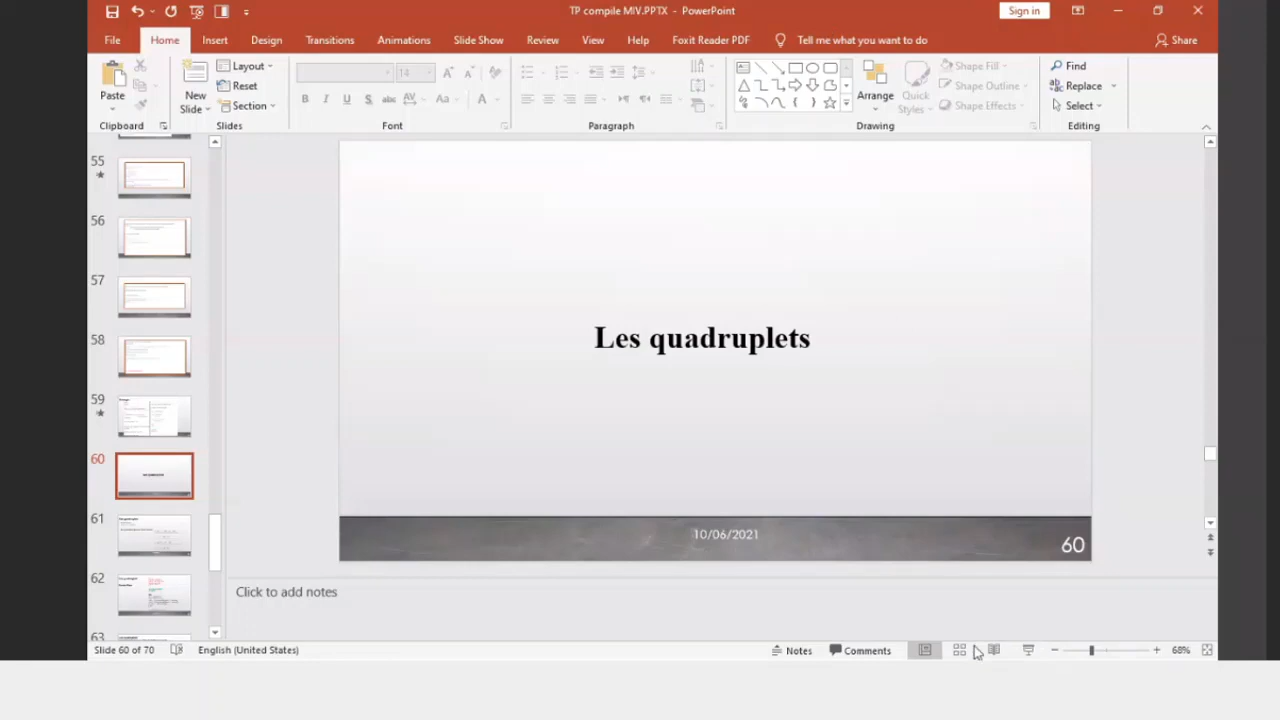 TP compile MIV.PPTX - PowerPoint
Sign in
File Home Insert Design Transitions Animations Slide Show Review View Help Foxit Reader PDF Tell me what you want to do Share
Paste
Clipboard
New Slide
Layout
Reset
Section
Slides
14
B I U S abc AV Aa A
Font
Paragraph
Arrange
Quick Styles
Shape Fill
Shape Outline
Shape Effects
Drawing
Find
Replace
Select
Editing
55
56
57
58
59
60
61
62
63
Les quadruplets
10/06/2021
60
Click to add notes
Slide 60 of 70
English (United States)
Notes
Comments
68%